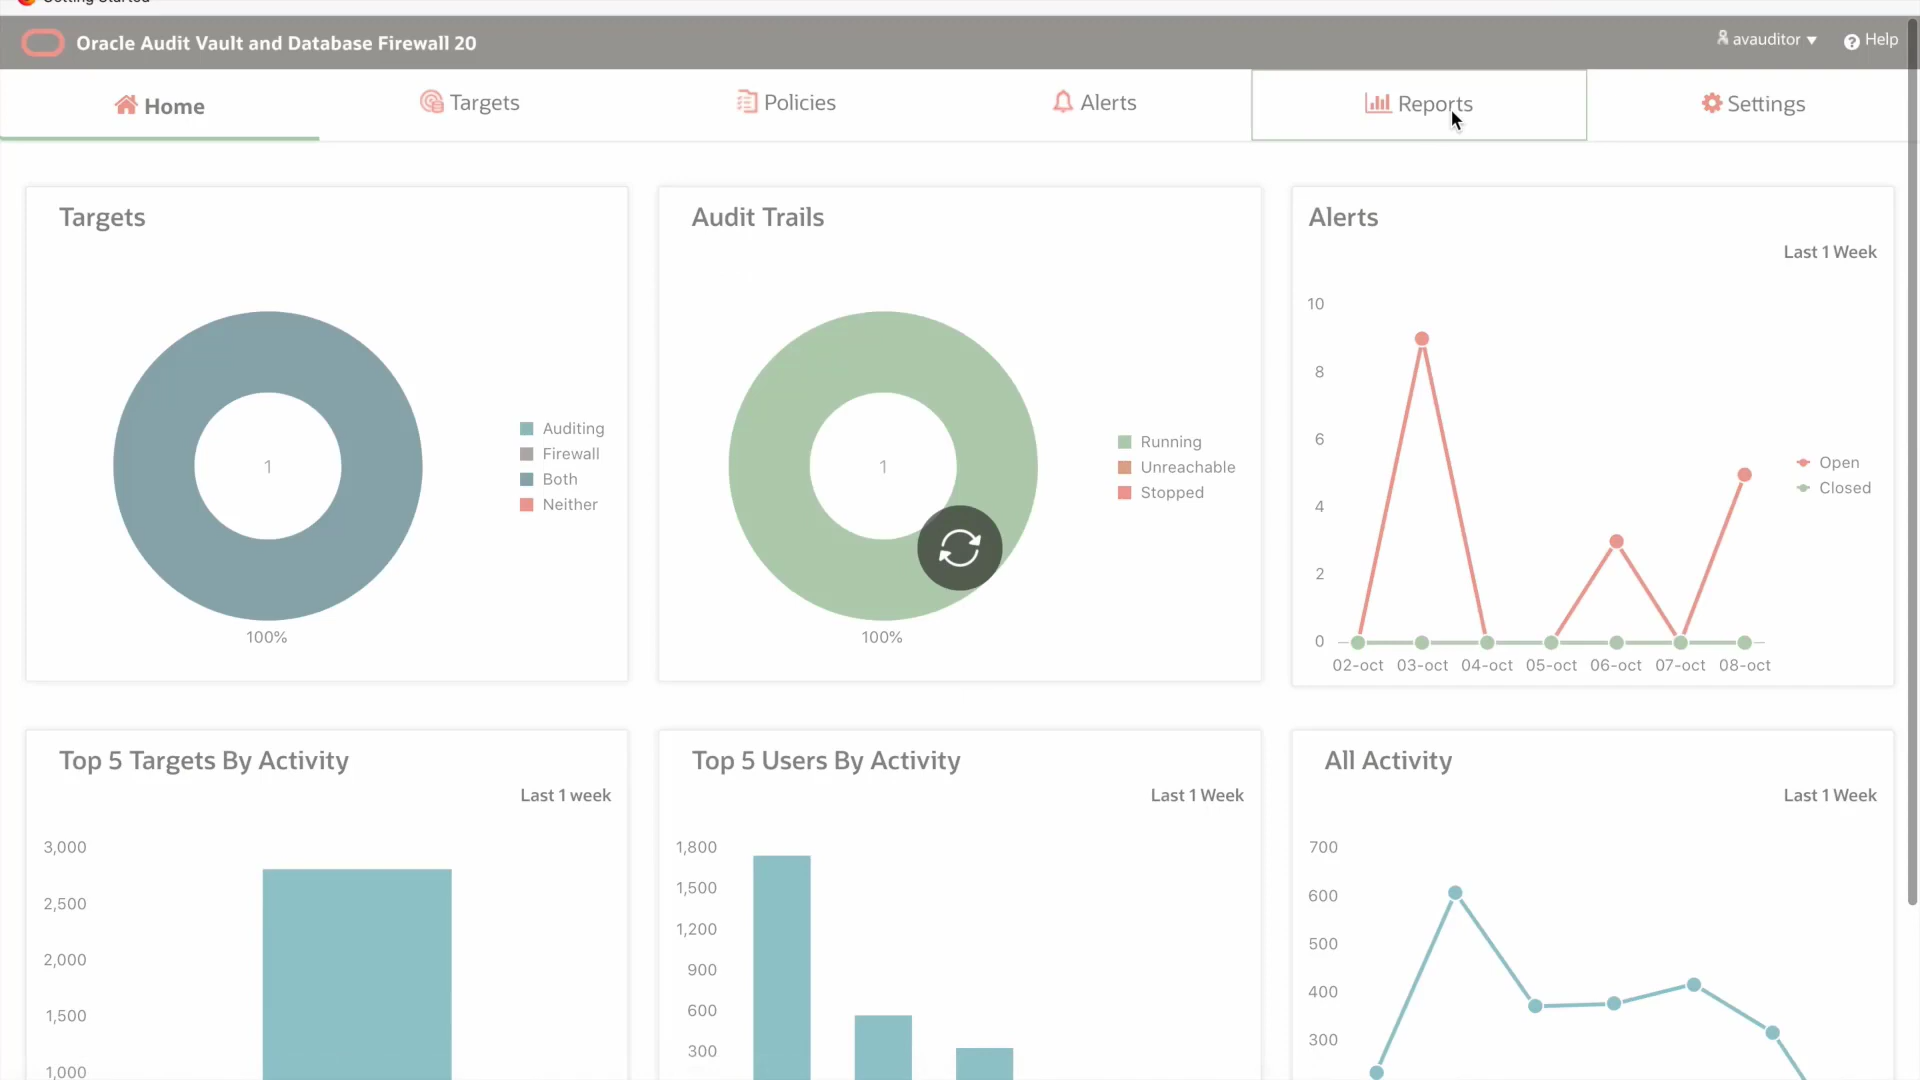 Getting Started
Oracle Audit Vault and Database Firewall 20
avauditor
Help
Home
Targets
Policies
Alerts
Reports
Settings
Targets
1
100%
Auditing
Firewall
Both
Neither
Audit Trails
1
100%
Running
Unreachable
Stopped
Alerts
Last 1 Week
10
8
6
4
2
0
02-oct 03-oct 04-oct 05-oct 06-oct 07-oct 08-oct
Open
Closed
Top 5 Targets By Activity
Last 1 week
3,000
2,500
2,000
1,500
1,000
Top 5 Users By Activity
Last 1 Week
1,800
1,500
1,200
900
600
300
All Activity
Last 1 Week
700
600
500
400
300